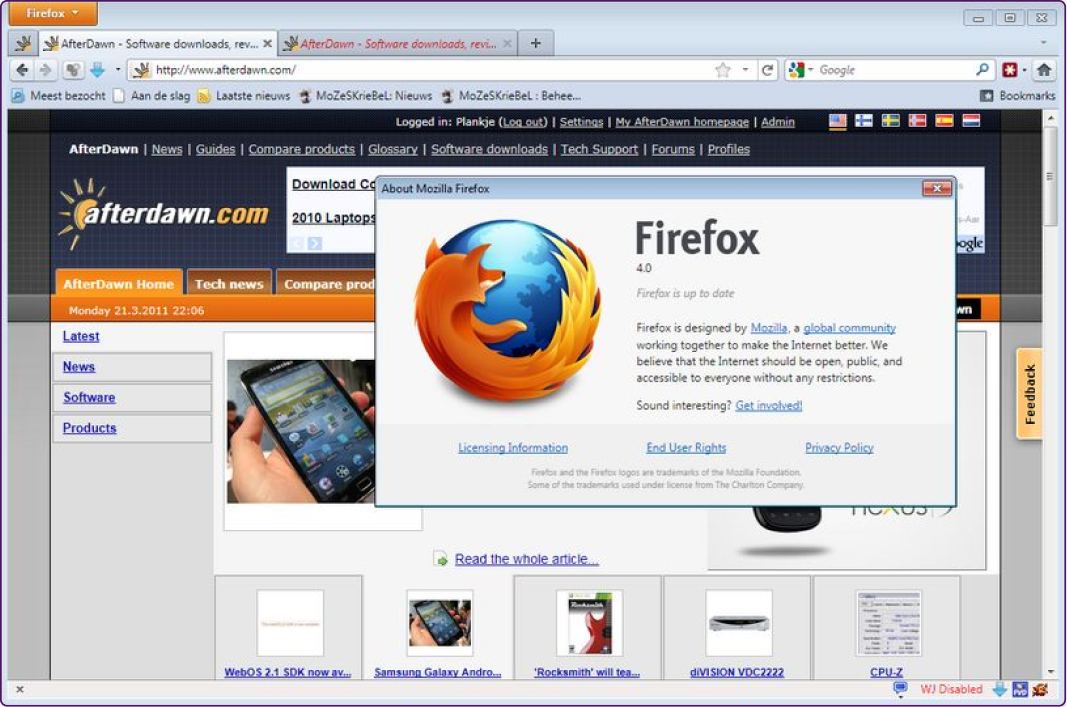 Firefox
AfterDawn - Software downloads, rev...
AfterDawn - Software downloads, revi...
http://www.afterdawn.com/
Google
Meest bezocht
Aan de slag
Laatste nieuws
MoZeSKrieBeL: Nieuws
MoZeSKrieBeL : Behee...
Bookmarks
Logged in: Plankje (Log out) | Settings | My AfterDawn homepage | Admin
AfterDawn | News | Guides | Compare products | Glossary | Software downloads | Tech Support | Forums | Profiles
afterdawn.com
Download Co
2010 Laptops
ogle
AfterDawn Home
Tech news
Compare prod
Monday 21.3.2011 22:06
wn
Latest
News
Software
Products
Feedback
About Mozilla Firefox
Firefox
4.0
Firefox is up to date
Firefox is designed by Mozilla, a global community
working together to make the Internet better. We
believe that the Internet should be open, public, and
accessible to everyone without any restrictions.
Sound interesting? Get involved!
Licensing Information
End User Rights
Privacy Policy
Firefox and the Firefox logos are trademarks of the Mozilla Foundation.
Some of the trademarks used under license from The Charlton Company.
SAMSUNG
Read the whole article...
Rocksmith
WebOS 2.1 SDK now av...
Samsung Galaxy Andro...
'Rocksmith' will tea...
diVISION VDC2222
CPU-Z
WJ Disabled